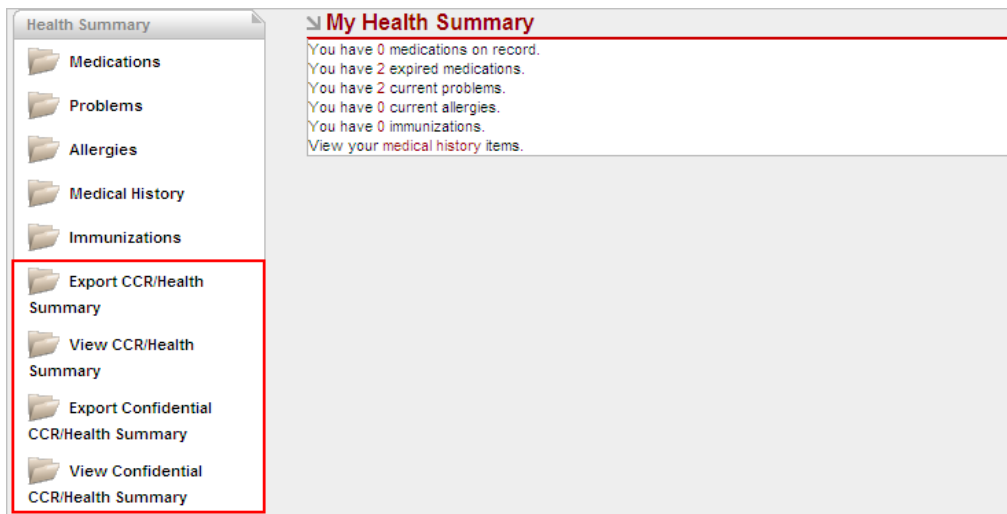 Health Summary
Medications
Problems
Allergies
Medical History
Immunizations
Export CCR/Health
Summary
View CCR/Health
Summary
Export Confidential
CCR/Health Summary
View Confidential
CCR/Health Summary
My Health Summary
You have 0 medications on record.
You have 2 expired medications.
You have 2 current problems.
You have 0 current allergies.
You have 0 immunizations.
View your medical history items.